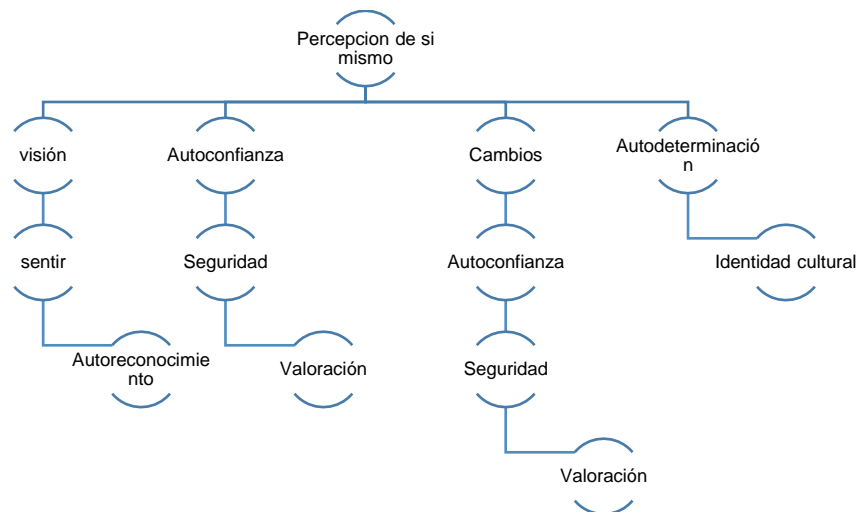 Percepcion de si
mismo
visión
Autoconfianza
Cambios
Autodeterminació
n
sentir
Seguridad
Autoconfianza
Identidad cultural
Autoreconocimie
nto
Valoración
Seguridad
Valoración